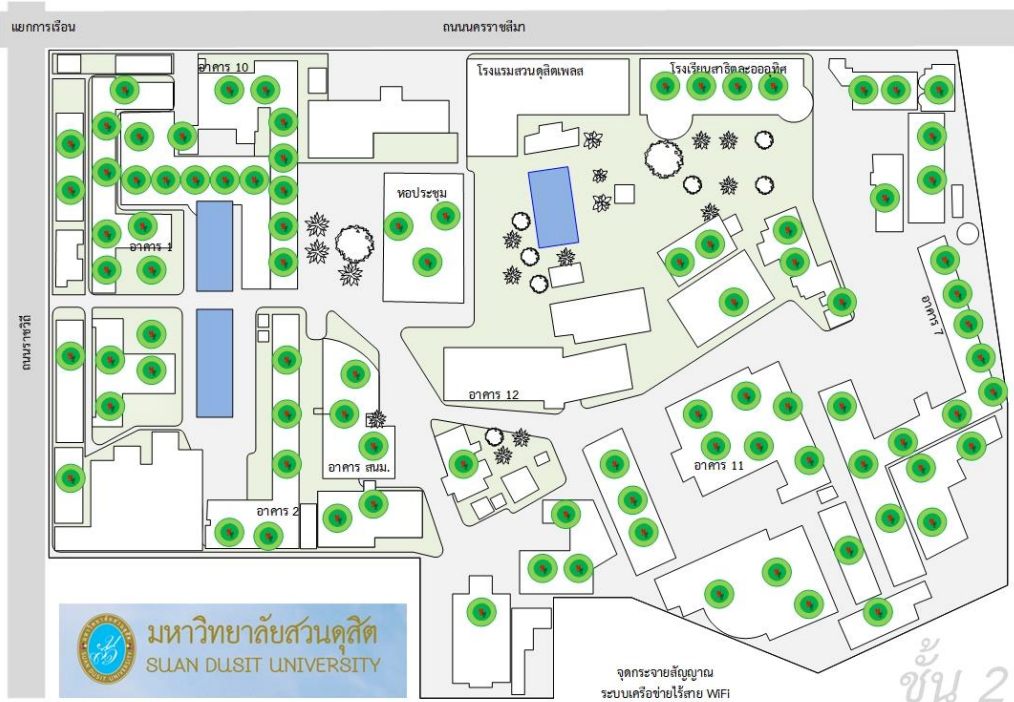 แยกการเรือน
ถนนนครราชสีมา
อาคาร 10
โรงแรมสวนดุสิตเพลส
โรงเรียนสาธิตละอออุทิศ
หอประชุม
อาคาร 1
อาคาร 7
ถนนราชวิถี
อาคาร 12
อาคาร สนม.
อาคาร 11
อาคาร 2
มหาวิทยาลัยสวนดุสิต
SUAN DUSIT UNIVERSITY
จุดกระจายสัญญาณ
ระบบเครือข่ายไร้สาย WiFi
ชั้น 2